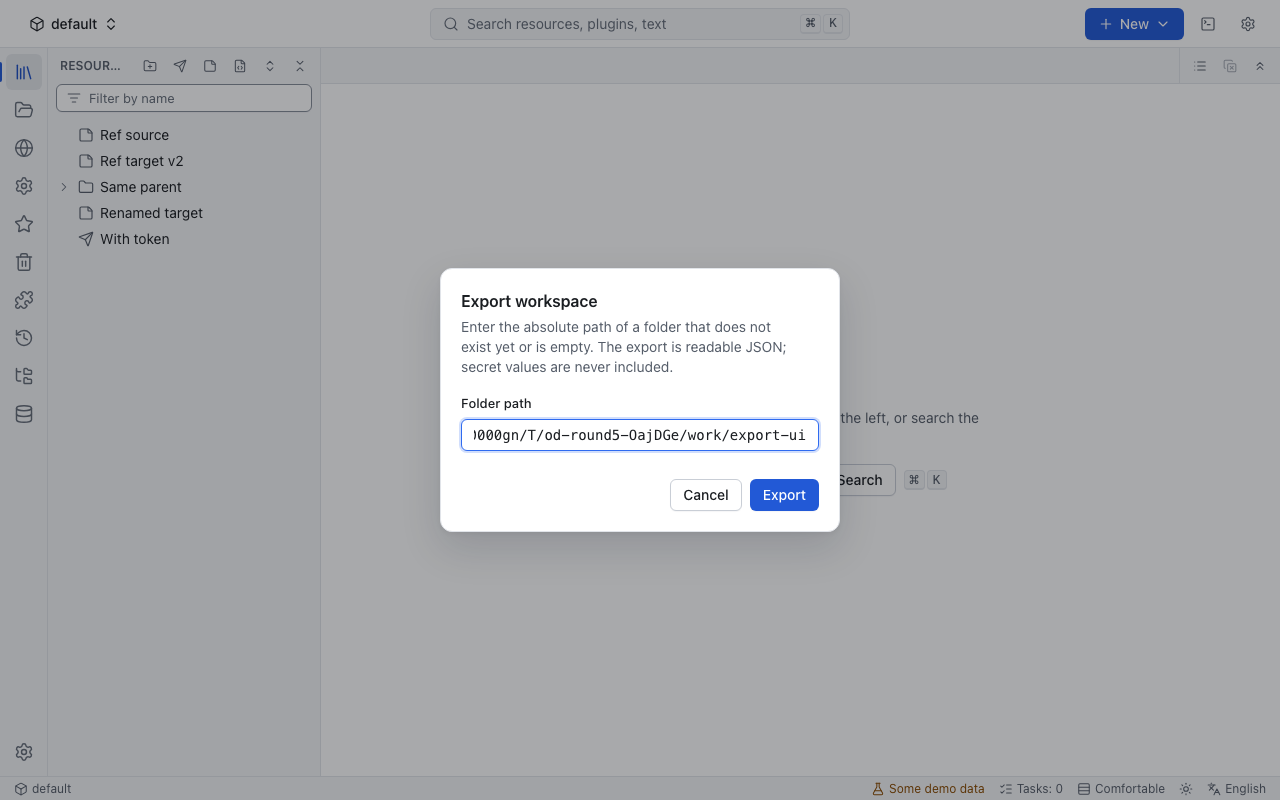 default
Search resources, plugins, text
⌘ K
New
RESOUR...
Filter by name
Ref source
Ref target v2
Same parent
Renamed target
With token
Export workspace
Enter the absolute path of a folder that does not
exist yet or is empty. The export is readable JSON;
secret values are never included.
Folder path
000gn/T/od-round5-OajDGe/work/export-ui
Cancel
Export
the left, or search the
Search
⌘ K
default
Some demo data
Tasks: 0
Comfortable
English